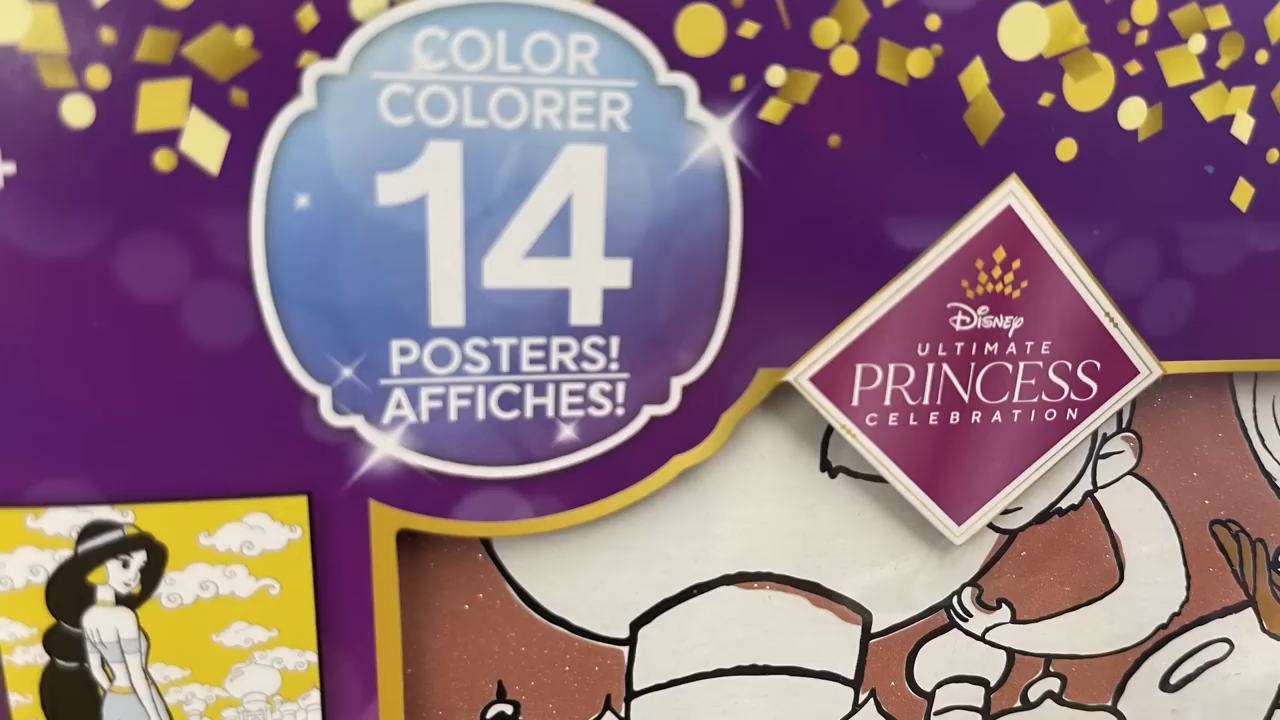 COLOR
COLORER
14
POSTERS!
AFFICHES!
Disney
ULTIMATE
PRINCESS
CELEBRATION